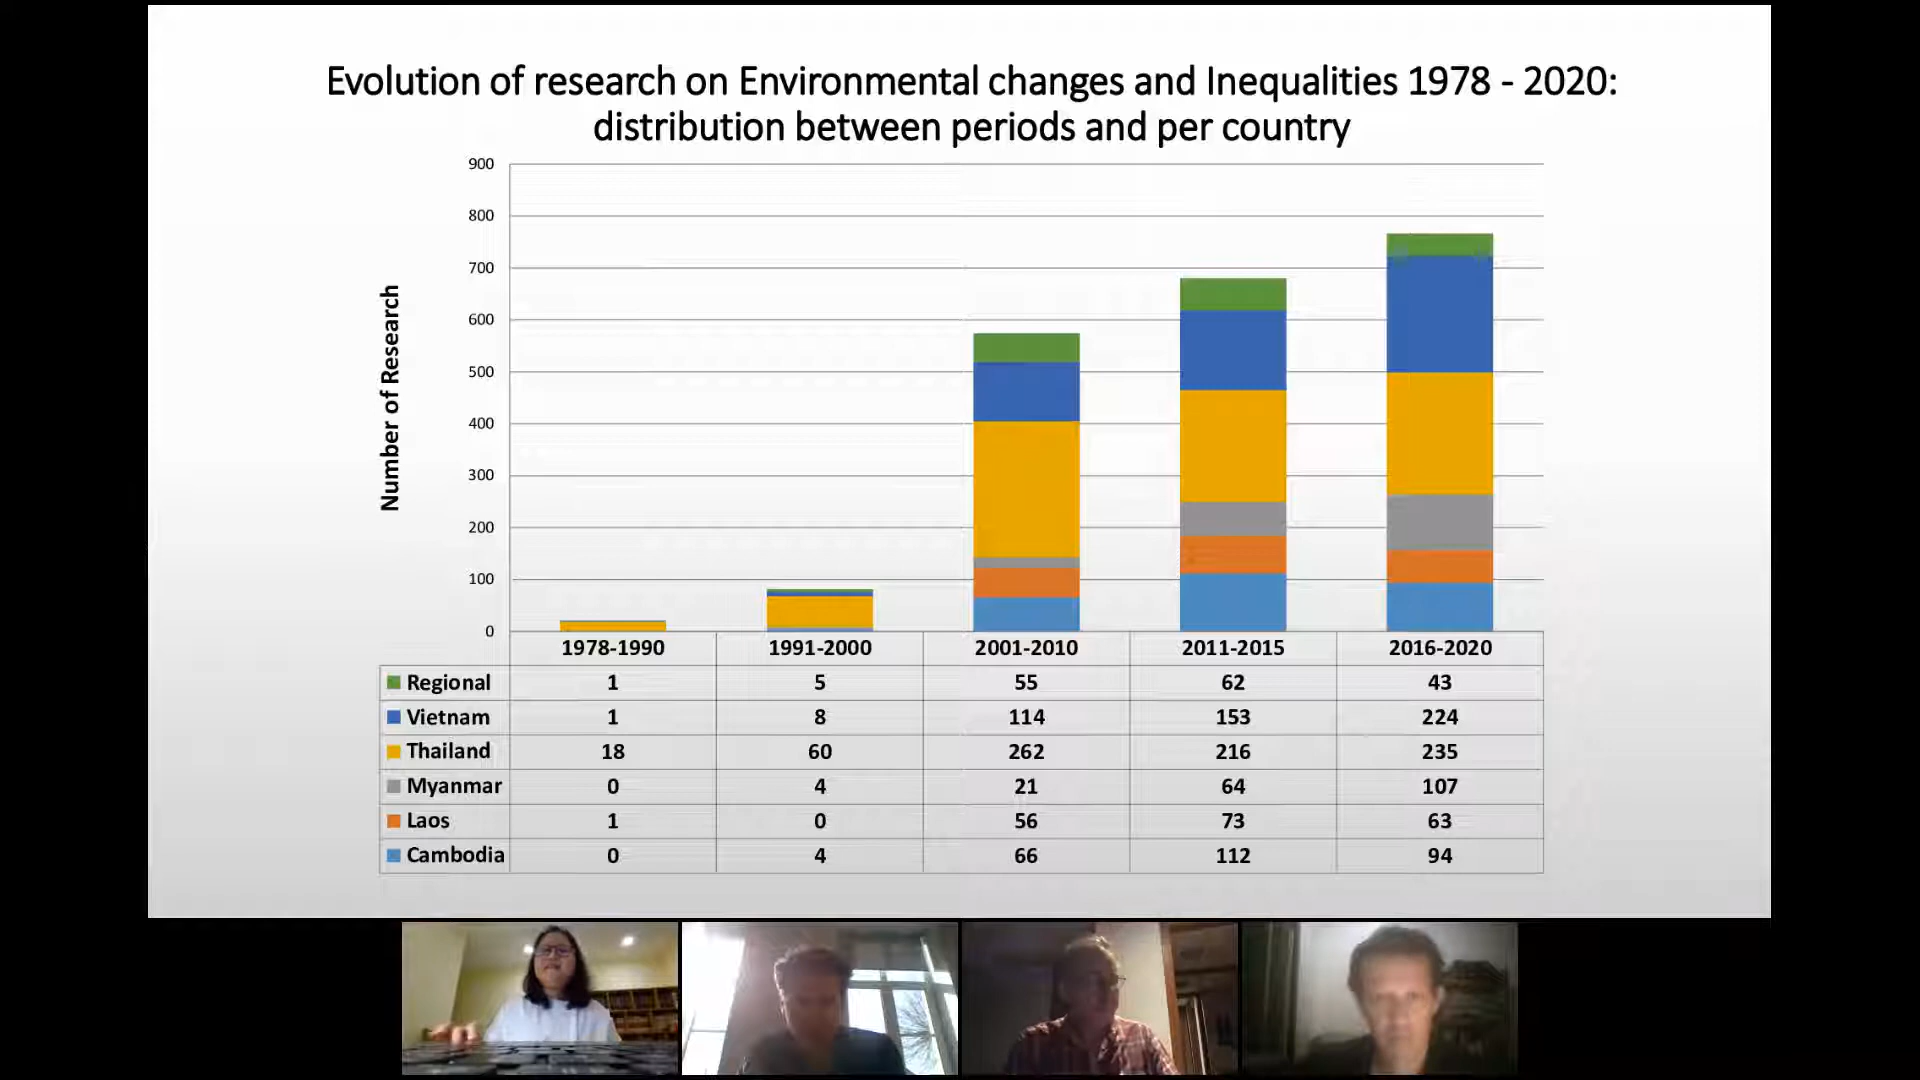 Evolution of research on Environmental changes and Inequalities 1978 - 2020:
distribution between periods and per country
Number of Research
900
800
700
600
500
400
300
200
100
0
1978-1990 1991-2000 2001-2010 2011-2015 2016-2020
Regional 1 5 55 62 43
Vietnam 1 8 114 153 224
Thailand 18 60 262 216 235
Myanmar 0 4 21 64 107
Laos 1 0 56 73 63
Cambodia 0 4 66 112 94